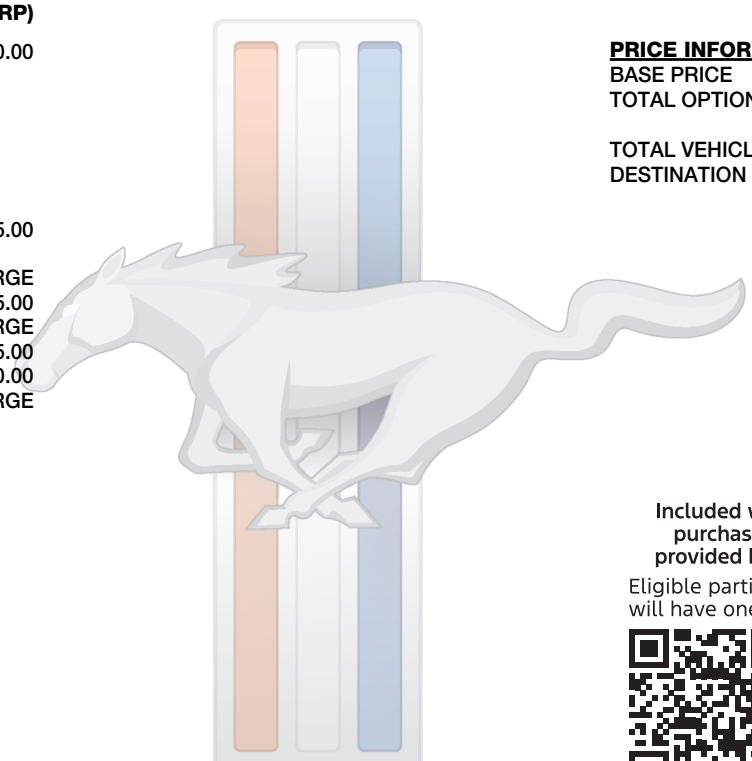 RP)
0.00
5.00
RGE
5.00
RGE
5.00
0.00
RGE
PRICE INFOR
BASE PRICE
TOTAL OPTION
TOTAL VEHICL
DESTINATION
Included
purchas
provided
Eligible parti
will have one